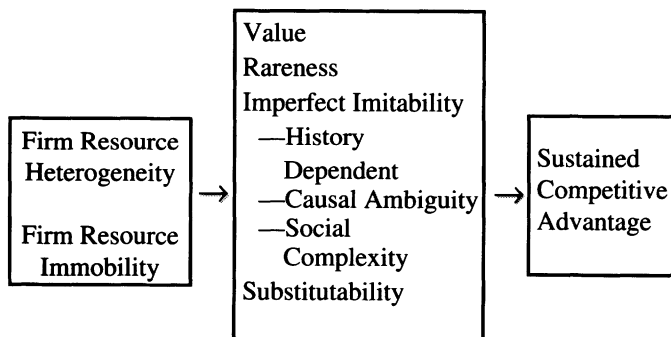 Firm Resource
Heterogeneity
Firm Resource
Immobility
→
Value
Rareness
Imperfect Imitability
—History
Dependent
—Causal Ambiguity
—Social
Complexity
Substitutability
→
Sustained
Competitive
Advantage